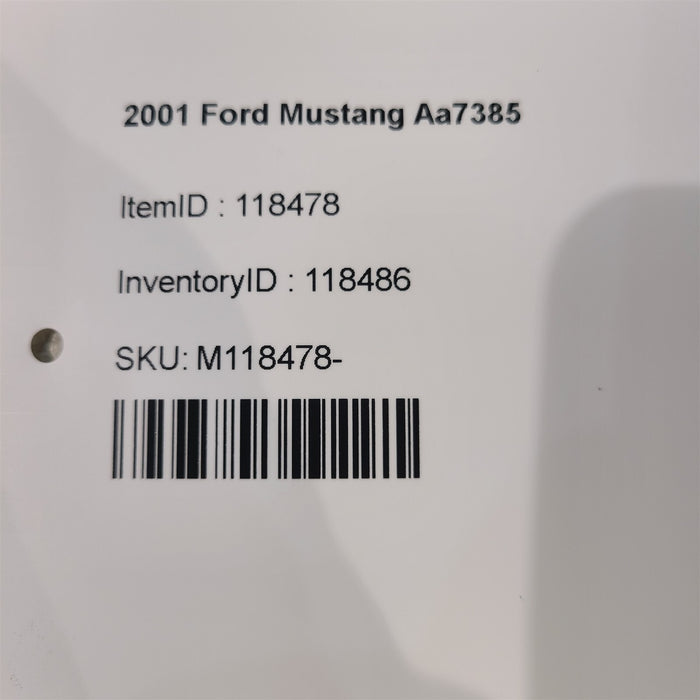 2001 Ford Mustang Aa7385
ItemID : 118478
InventoryID : 118486
SKU: M118478-